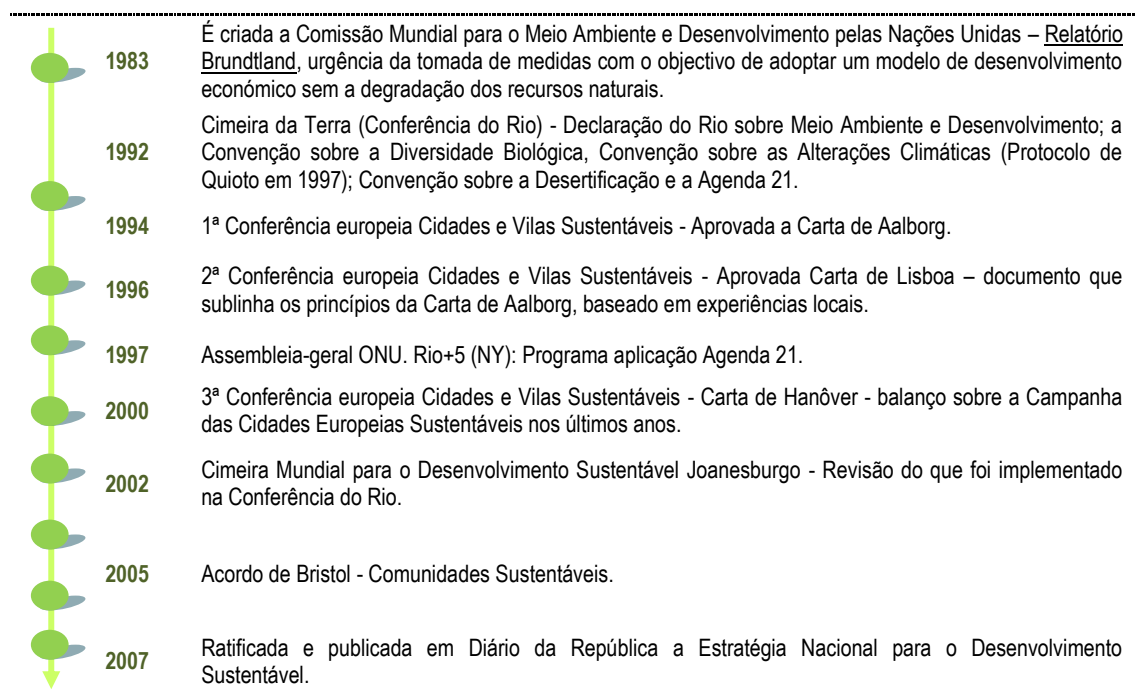 É criada a Comissão Mundial para o Meio Ambiente e Desenvolvimento pelas Nações Unidas – Relatório
1983 Brundtland, urgência da tomada de medidas com o objectivo de adoptar um modelo de desenvolvimento
económico sem a degradação dos recursos naturais.
Cimeira da Terra (Conferência do Rio) - Declaração do Rio sobre Meio Ambiente e Desenvolvimento; a
1992 Convenção sobre a Diversidade Biológica, Convenção sobre as Alterações Climáticas (Protocolo de
Quioto em 1997); Convenção sobre a Desertificação e a Agenda 21.
1994 1ª Conferência europeia Cidades e Vilas Sustentáveis - Aprovada a Carta de Aalborg.
1996 2ª Conferência europeia Cidades e Vilas Sustentáveis - Aprovada Carta de Lisboa – documento que
sublinha os princípios da Carta de Aalborg, baseado em experiências locais.
1997 Assembleia-geral ONU. Rio+5 (NY): Programa aplicação Agenda 21.
2000 3ª Conferência europeia Cidades e Vilas Sustentáveis - Carta de Hanôver - balanço sobre a Campanha
das Cidades Europeias Sustentáveis nos últimos anos.
2002 Cimeira Mundial para o Desenvolvimento Sustentável Joanesburgo - Revisão do que foi implementado
na Conferência do Rio.
2005 Acordo de Bristol - Comunidades Sustentáveis.
2007 Ratificada e publicada em Diário da República a Estratégia Nacional para o Desenvolvimento
Sustentável.